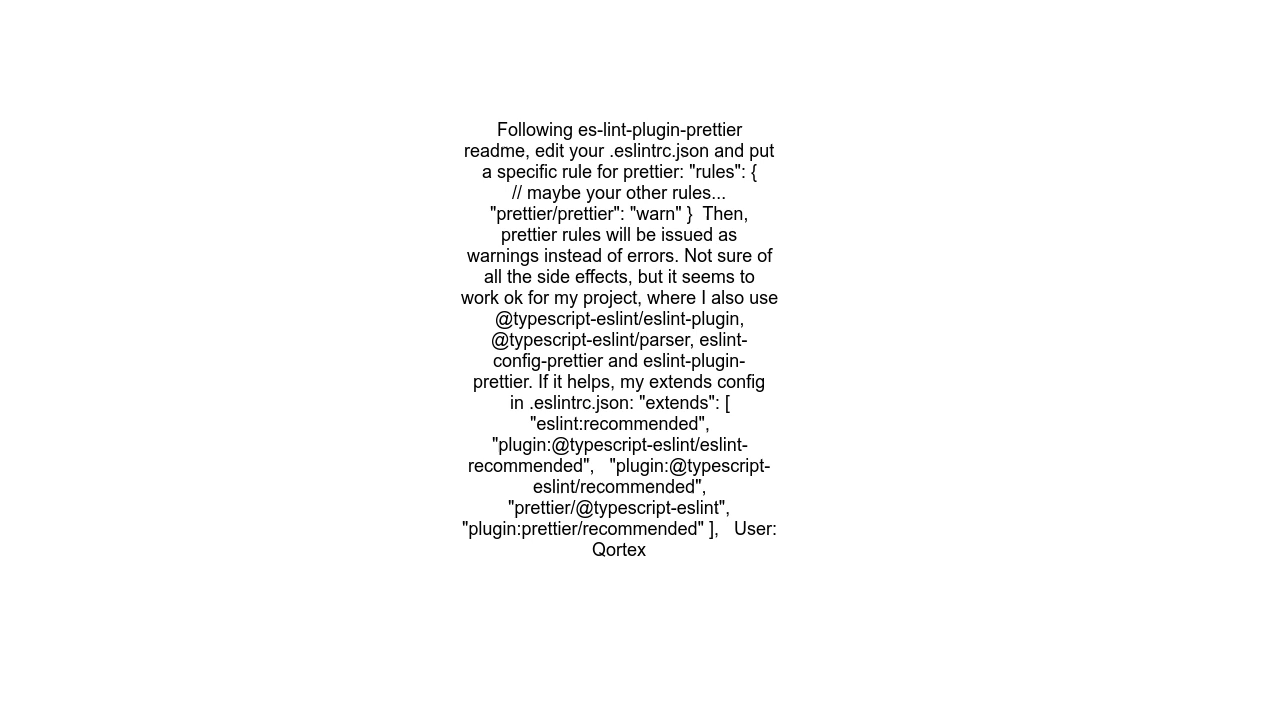 Following es-lint-plugin-prettier
readme, edit your .eslintrc.json and put
a specific rule for prettier: "rules": {
// maybe your other rules...
"prettier/prettier": "warn" }  Then,
prettier rules will be issued as
warnings instead of errors. Not sure of
all the side effects, but it seems to
work ok for my project, where I also use
@typescript-eslint/eslint-plugin,
@typescript-eslint/parser, eslint-
config-prettier and eslint-plugin-
prettier. If it helps, my extends config
in .eslintrc.json: "extends": [
"eslint:recommended",
"plugin:@typescript-eslint/eslint-
recommended",   "plugin:@typescript-
eslint/recommended",
"prettier/@typescript-eslint",
"plugin:prettier/recommended" ],   User:
Qortex